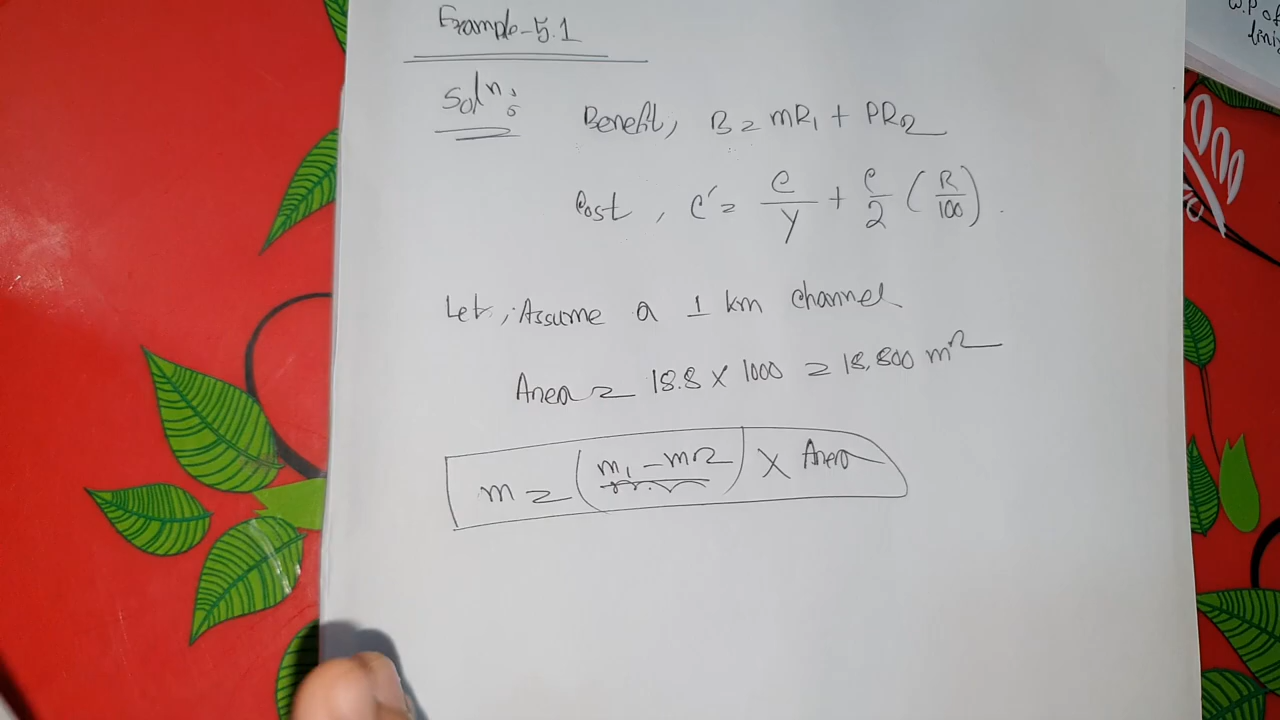 Example-5.1
Soln:
Benefit, B = mR1 + PR2
Cost, C' = C/Y + C/2 (R/100).
Let, Assume a 1 km channel
Area = 18.8 × 1000 = 18,800 m2
m = (m1 - m2) × Area
W.P of